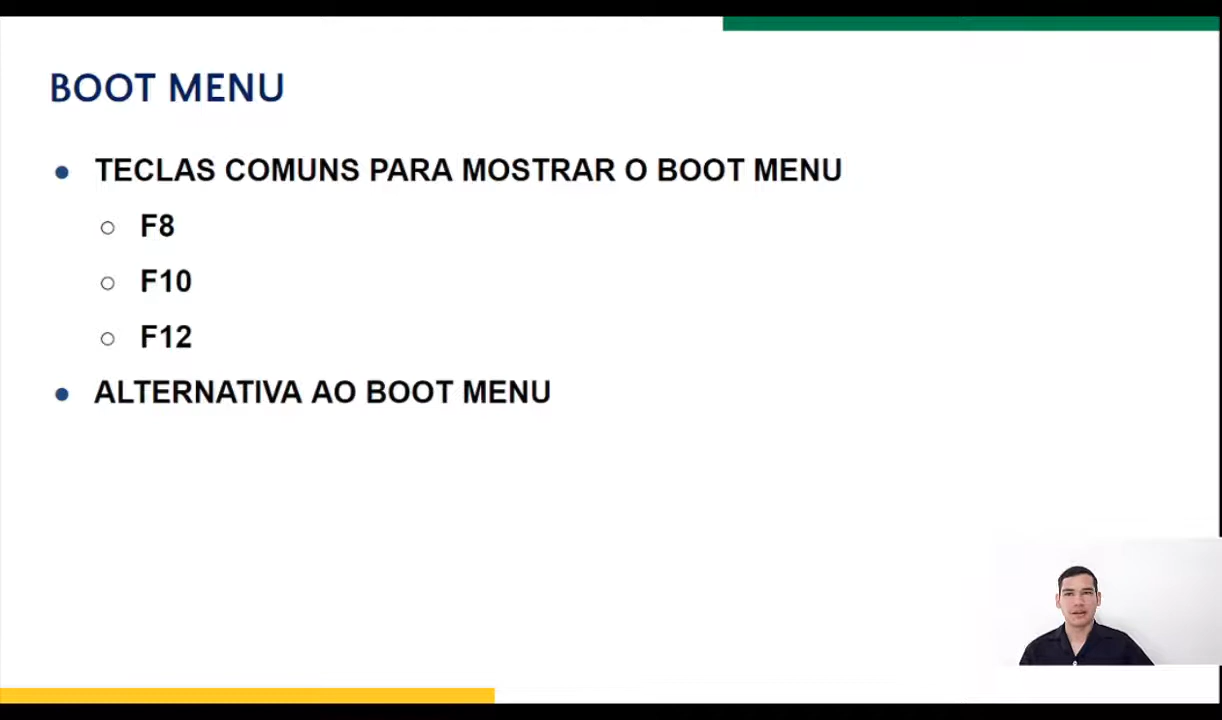 BOOT MENU
TECLAS COMUNS PARA MOSTRAR O BOOT MENU
F8
F10
F12
ALTERNATIVA AO BOOT MENU